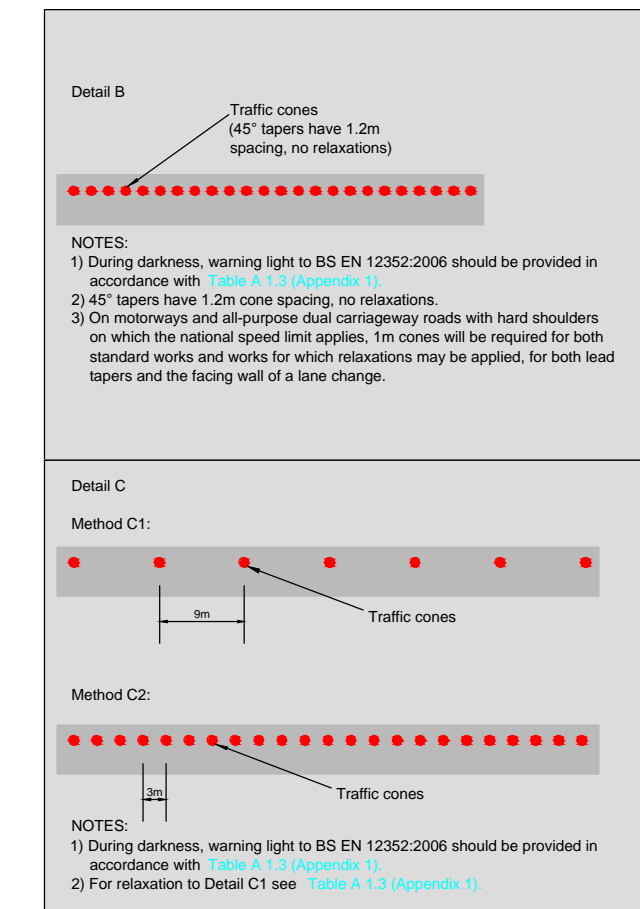 Detail B
Traffic cones
(45° tapers have 1.2m
spacing, no relaxations)
NOTES:
1) During darkness, warning light to BS EN 12352:2006 should be provided in
accordance with Table A 1.3 (Appendix 1).
2) 45° tapers have 1.2m cone spacing, no relaxations.
3) On motorways and all-purpose dual carriageway roads with hard shoulders
on which the national speed limit applies, 1m cones will be required for both
standard works and works for which relaxations may be applied, for both lead
tapers and the facing wall of a lane change.
Detail C
Method C1:
9m
Traffic cones
Method C2:
3m
Traffic cones
NOTES:
1) During darkness, warning light to BS EN 12352:2006 should be provided in
accordance with Table A 1.3 (Appendix 1).
2) For relaxation to Detail C1 see Table A 1.3 (Appendix 1).